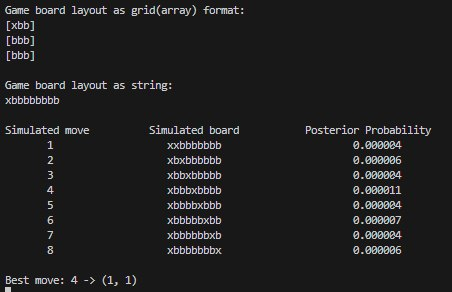 Game board layout as grid(array) format:
[xbb]
[bbb]
[bbb]
Game board layout as string:
xbbbbbbbb
Simulated move Simulated board Posterior Probability
1 xxbbbbbbb 0.000004
2 xbxbbbbbb 0.000006
3 xbbxbbbbb 0.000004
4 xbbbxbbbb 0.000011
5 xbbbbxbbb 0.000004
6 xbbbbbxbb 0.000007
7 xbbbbbbxb 0.000004
8 xbbbbbbbx 0.000006
Best move: 4 -> (1, 1)